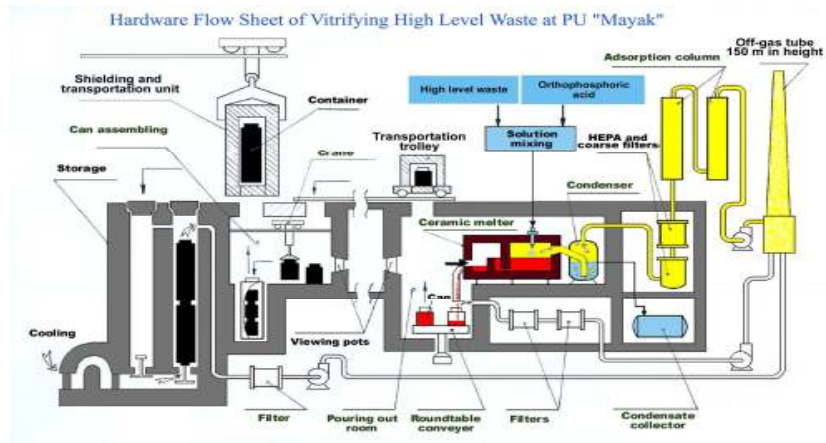 Hardware Flow Sheet of Vitrifying High Level Waste at PU "Mayak"
Off-gas tube
150 m in height
Adsorption column
Shielding and
transportation unit
Container
High level waste
Orthophosphoric
acid
Can assembling
Transportation
trolley
Solution
mixing
HEPA and
coarse filters
Crane
Storage
Condenser
Ceramic melter
Can
Cooling
Viewing pots
Filter
Pouring out
room
Roundtable
conveyer
Filters
Condensate
collector